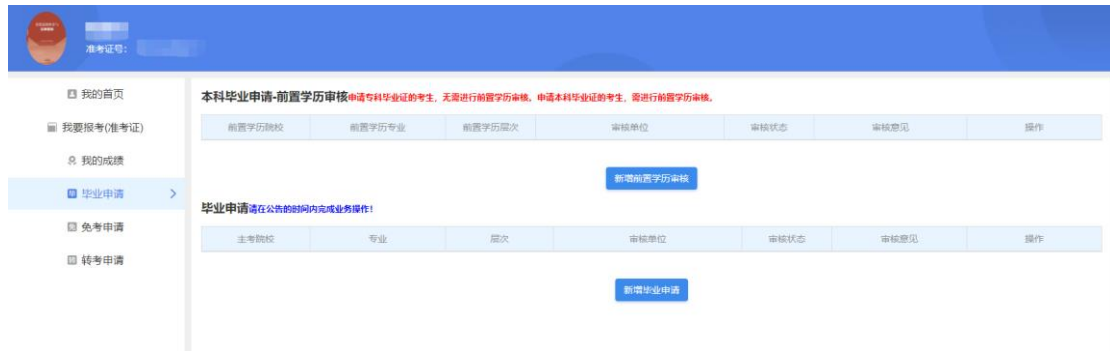 准考证号:
我的首页
我要报考(准考证)
我的成绩
毕业申请
免考申请
转考申请
本科毕业申请-前置学历审核申请专科毕业证的考生，无需进行前置学历审核。申请本科毕业证的考生，需进行前置学历审核。
前置学历院校 前置学历专业 前置学历层次 审核单位 审核状态 审核意见 操作
新增前置学历审核
毕业申请请在公告的时间内完成业务操作！
主考院校 专业 层次 审核单位 审核状态 审核意见 操作
新增毕业申请